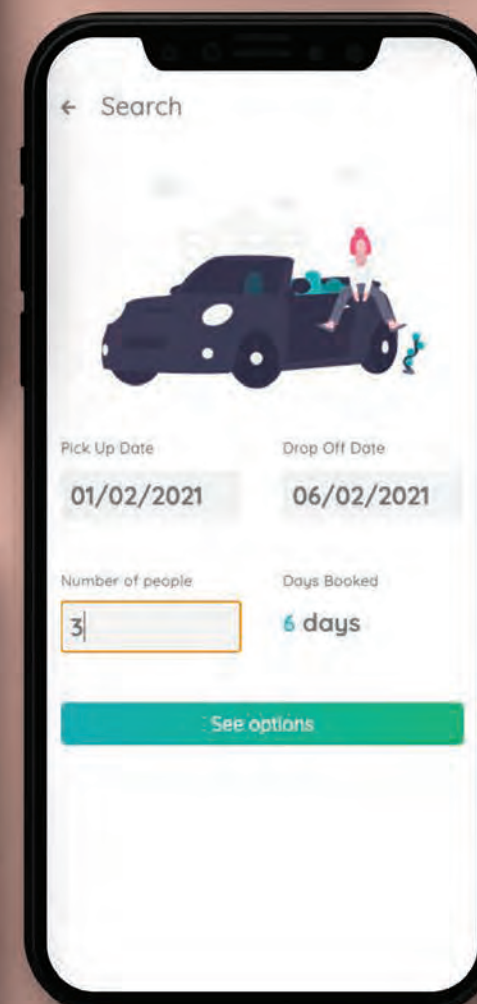 ← Search
Pick Up Date Drop Off Date
01/02/2021 06/02/2021
Number of people Days Booked
3 6 days
See options